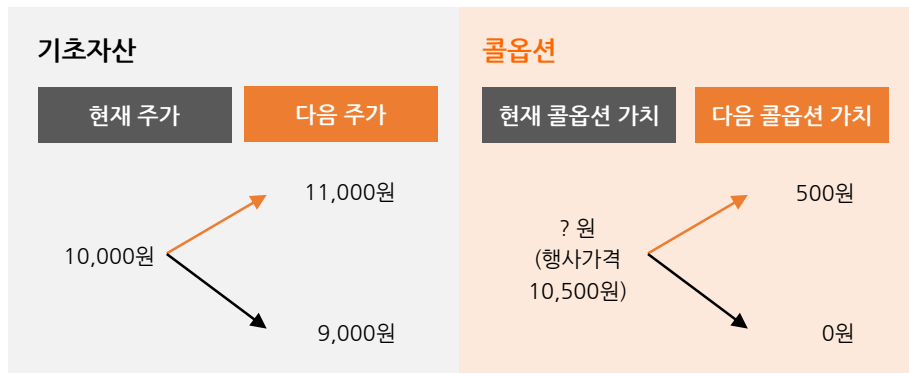 기초자산
현재 주가
다음 주가
10,000원
11,000원
9,000원
콜옵션
현재 콜옵션 가치
다음 콜옵션 가치
? 원
(행사가격
10,500원)
500원
0원